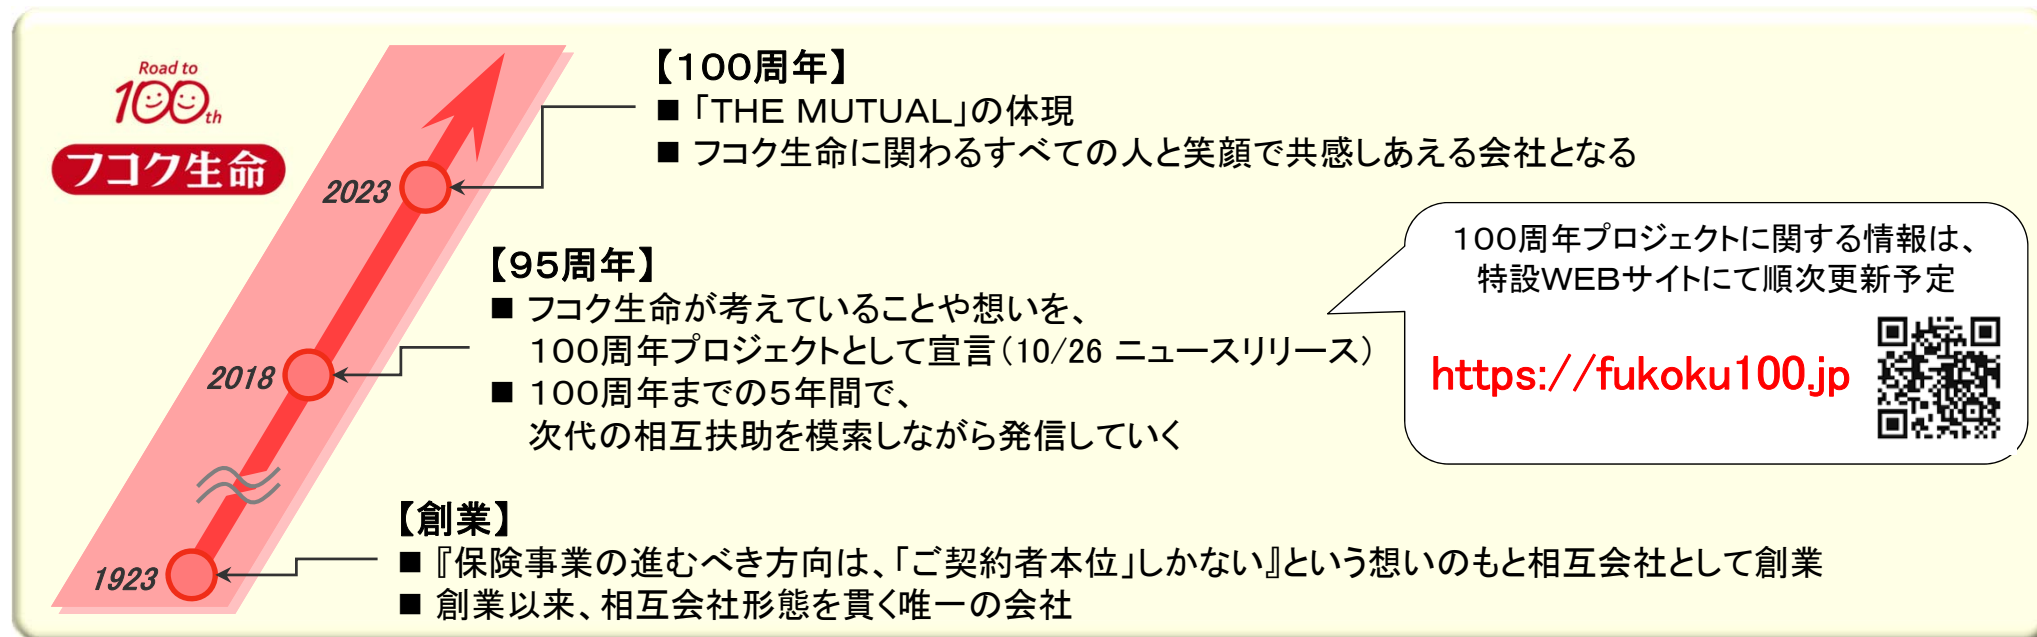 Road to
100th
フコク生命
【100周年】
■ 「THE MUTUAL」の体現
■ フコク生命に関わるすべての人と笑顔で共感しあえる会社となる
2023
100周年プロジェクトに関する情報は、
特設WEBサイトにて順次更新予定
https://fukoku100.jp
【95周年】
■ フコク生命が考えていることや想いを、
100周年プロジェクトとして宣言（10/26 ニュースリリース）
■ 100周年までの5年間で、
次代の相互扶助を模索しながら発信していく
2018
【創業】
■ 『保険事業の進むべき方向は、「ご契約者本位」しかない』という想いのもと相互会社として創業
■ 創業以来、相互会社形態を貫く唯一の会社
1923